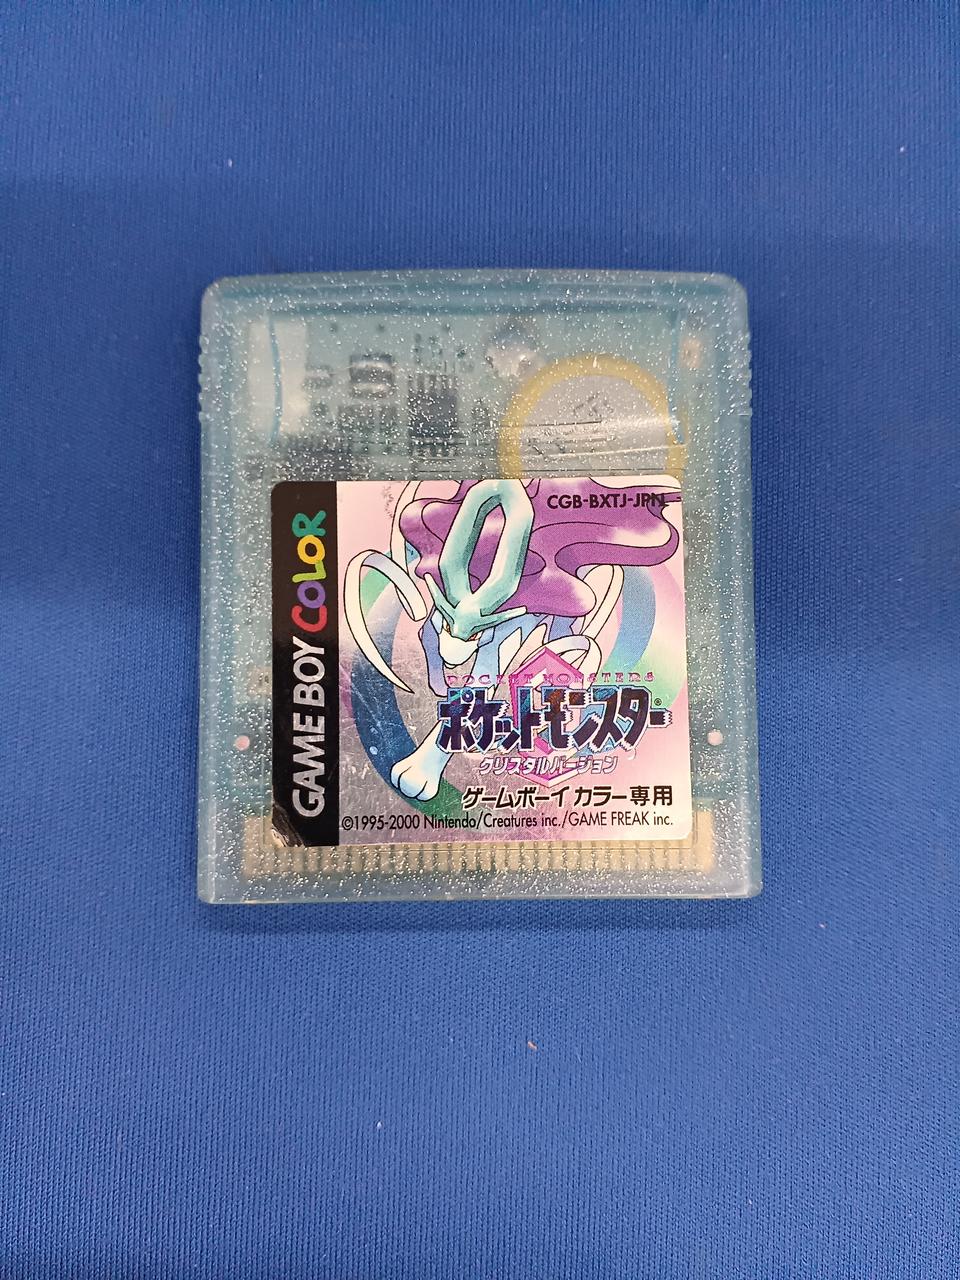 CGB-BXTJ-JPN
GAME BOY COLOR
POCKET MONSTERS
ポケットモンスター
クリスタルバージョン
ゲームボーイ カラー専用
©1995-2000 Nintendo/Creatures inc./GAME FREAK inc.